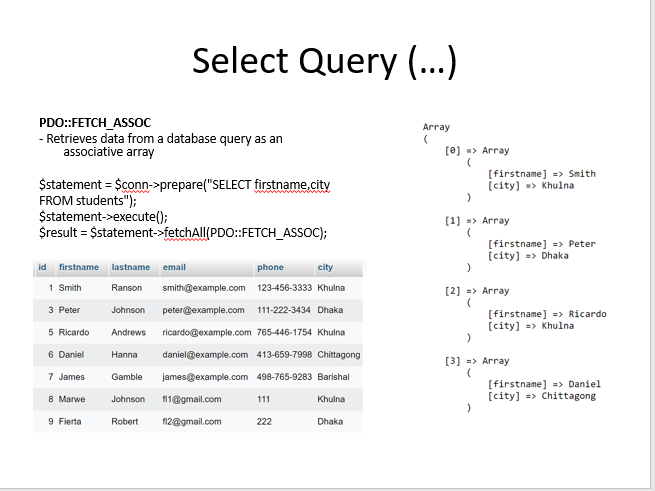 Select Query (…)
PDO::FETCH_ASSOC
- Retrieves data from a database query as an
associative array
$statement = $conn->prepare("SELECT firstname,city
FROM students");
$statement->execute();
$result = $statement->fetchAll(PDO::FETCH_ASSOC);
id firstname lastname email phone city
1 Smith Ranson smith@example.com 123-456-3333 Khulna
3 Peter Johnson peter@example.com 111-222-3434 Dhaka
5 Ricardo Andrews ricardo@example.com 765-446-1754 Khulna
6 Daniel Hanna daniel@example.com 413-659-7998 Chittagong
7 James Gamble james@example.com 498-765-9283 Barishal
8 Marwe Johnson fl1@gmail.com 111 Khulna
9 Fierta Robert fl2@gmail.com 222 Dhaka
Array
(
[0] => Array
(
[firstname] => Smith
[city] => Khulna
)
[1] => Array
(
[firstname] => Peter
[city] => Dhaka
)
[2] => Array
(
[firstname] => Ricardo
[city] => Khulna
)
[3] => Array
(
[firstname] => Daniel
[city] => Chittagong
)